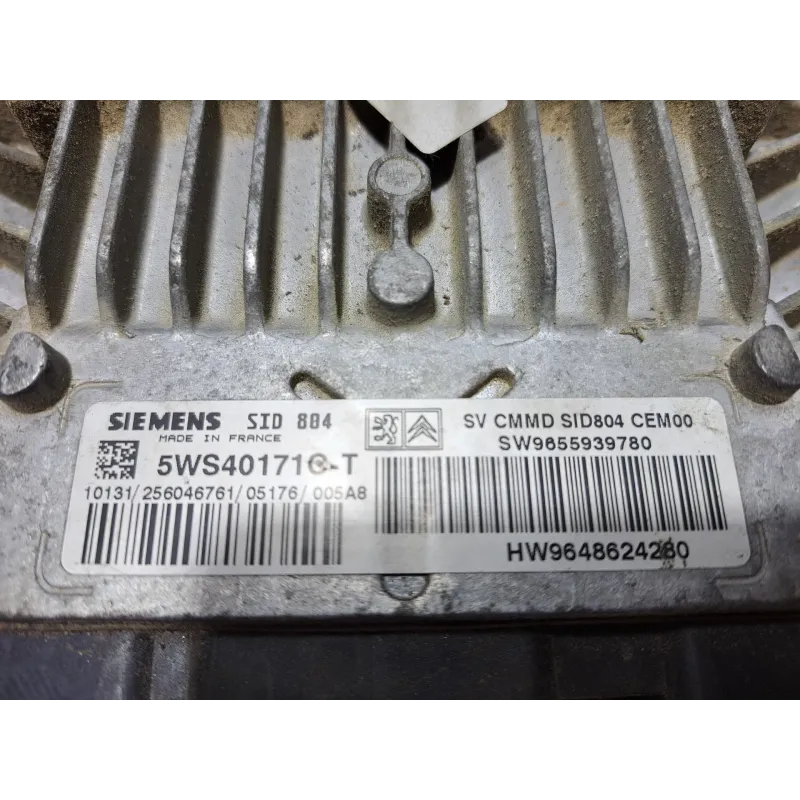 SIEMENS SID 804
MADE IN FRANCE
5WS40171C-T
10131/256046761/05176/005A8
SV CMMD SID804 CEM00
SW9655939780
HW9648624280